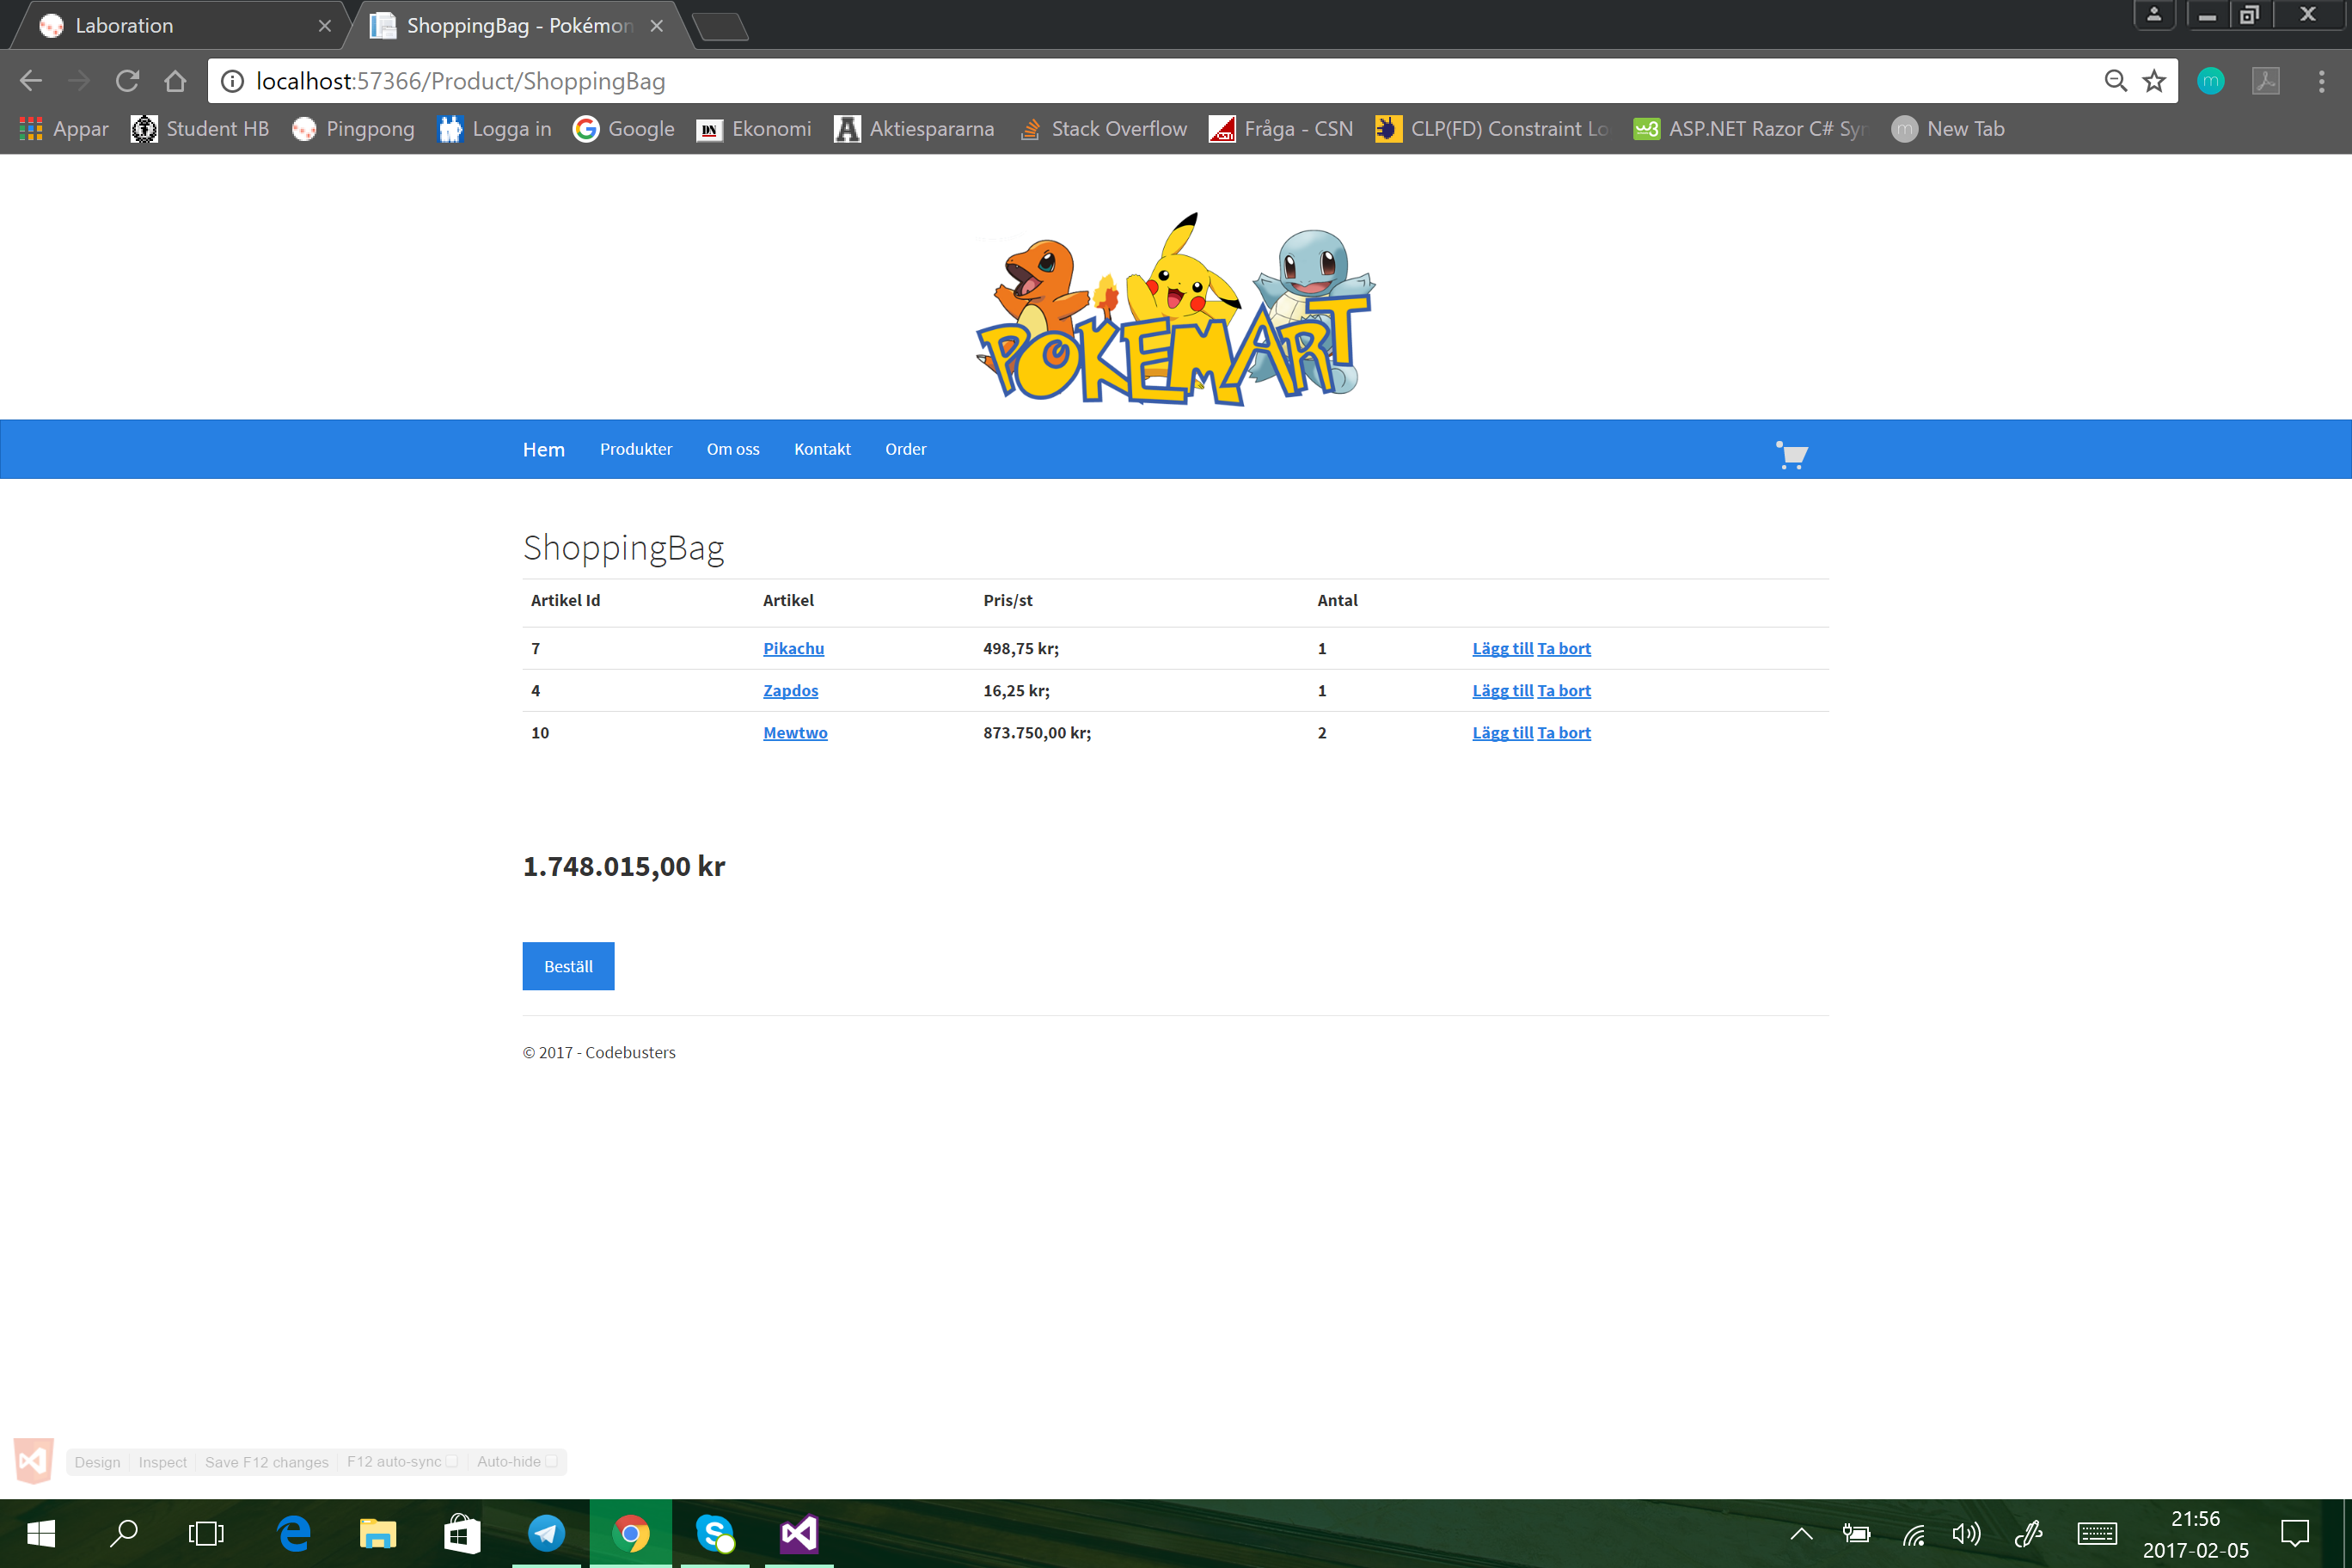 Laboration
ShoppingBag - Pokémon
localhost:57366/Product/ShoppingBag
Appar Student HB Pingpong Logga in Google DN Ekonomi Aktiespararna Stack Overflow CSN Fråga - CSN CLP(FD) Constraint Lo w3 ASP.NET Razor C# Syn m New Tab
POKEMART
Hem Produkter Om oss Kontakt Order
ShoppingBag
Artikel Id Artikel Pris/st Antal
7 Pikachu 498,75 kr; 1 Lägg till Ta bort
4 Zapdos 16,25 kr; 1 Lägg till Ta bort
10 Mewtwo 873.750,00 kr; 2 Lägg till Ta bort
1.748.015,00 kr
Beställ
© 2017 - Codebusters
Design Inspect Save F12 changes F12 auto-sync Auto-hide
21:56
2017-02-05